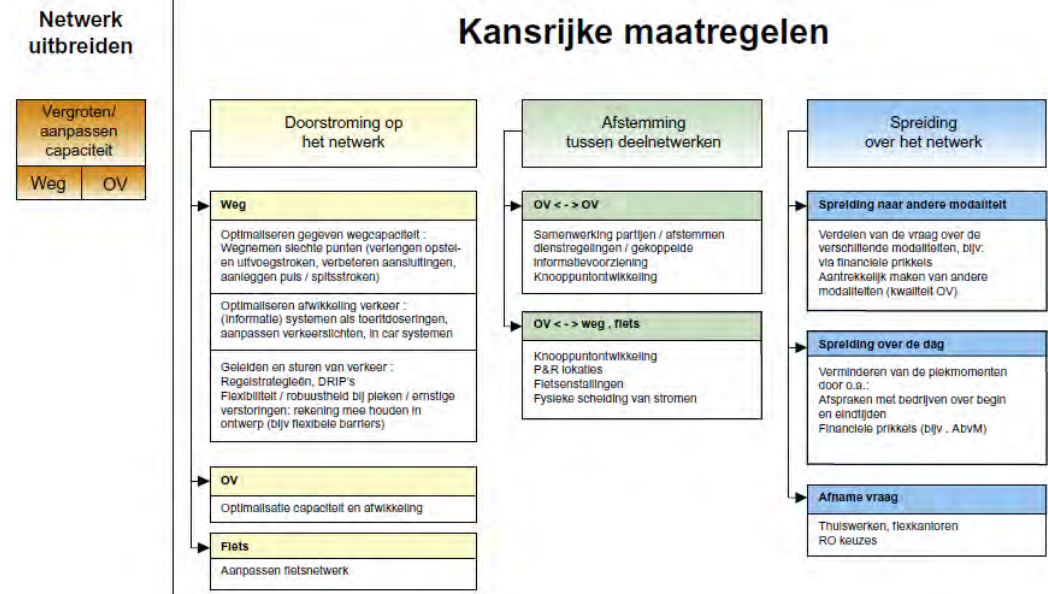 Netwerk
uitbreiden
Vergroten/
aanpassen
capaciteit
Weg
OV
Kansrijke maatregelen
Doorstroming op
het netwerk
Weg
Optimaliseren gegeven wegcapaciteit :
Wegnemen slechte punten (verlengen opstel-
en uitvoegstroken, verbeteren aansluitingen,
aanleggen puls / spitsstroken)
Optimaliseren afwikkeling verkeer :
(Informatie) systemen als toeritdoseringen,
aanpassen verkeerslichten, in car systemen
Geleiden en sturen van verkeer :
Regelstrategieën, DRIP's
Flexibiliteit / robuustheid bij pieken / ernstige
verstoringen: rekening mee houden in
ontwerp (bijv flexibele barriers)
OV
Optimalisatie capaciteit en afwikkeling
Fiets
Aanpassen fietsnetwerk
Afstemming
tussen deelnetwerken
OV < - > OV
Samenwerking partijen / afstemmen
dienstregelingen / gekoppelde
informatievoorziening
Knooppuntontwikkeling
OV < - > weg , fiets
Knooppuntontwikkeling
P&R lokaties
Fietsenstallingen
Fysieke scheiding van stromen
Spreiding
over het netwerk
Spreiding naar andere modaliteit
Verdelen van de vraag over de
verschillende modaliteiten, bijv:
via financiele prikkels
Aantrekkelijk maken van andere
modaliteiten (kwaliteit OV)
Spreiding over de dag
Verminderen van de piekmomenten
door o.a.:
Afspraken met bedrijven over begin
en eindtijden
Financiele prikkels (bijv . AbvM)
Afname vraag
Thuiswerken, flexkantoren
RO keuzes